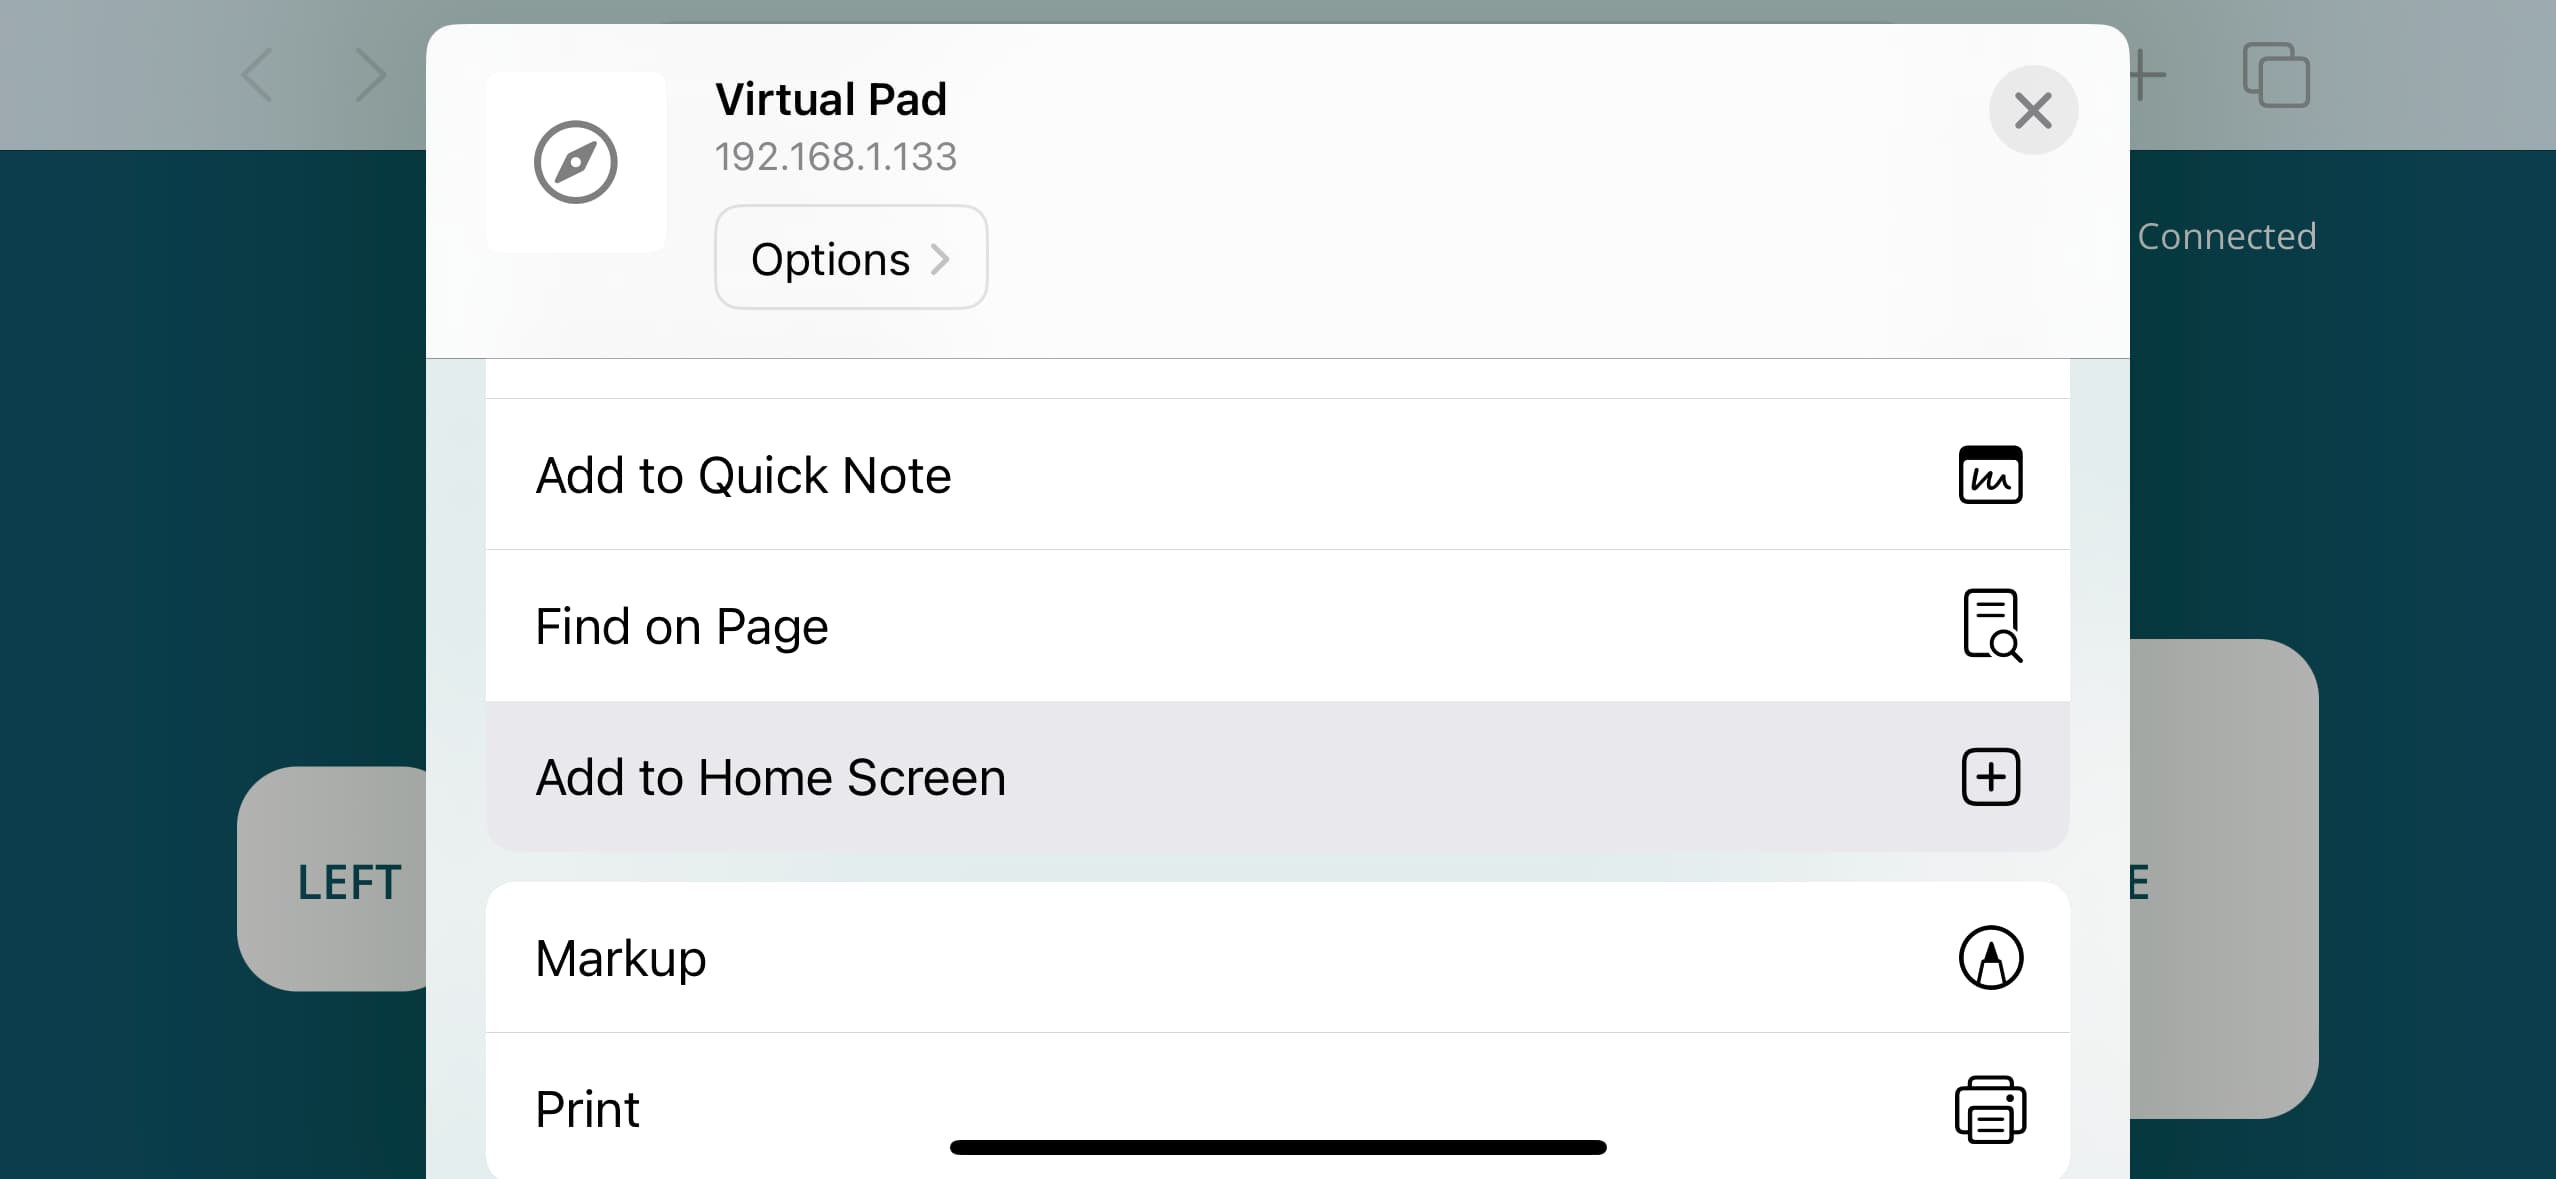 Virtual Pad
192.168.1.133
Options
Connected
Add to Quick Note
Find on Page
Add to Home Screen
LEFT
E
Markup
Print